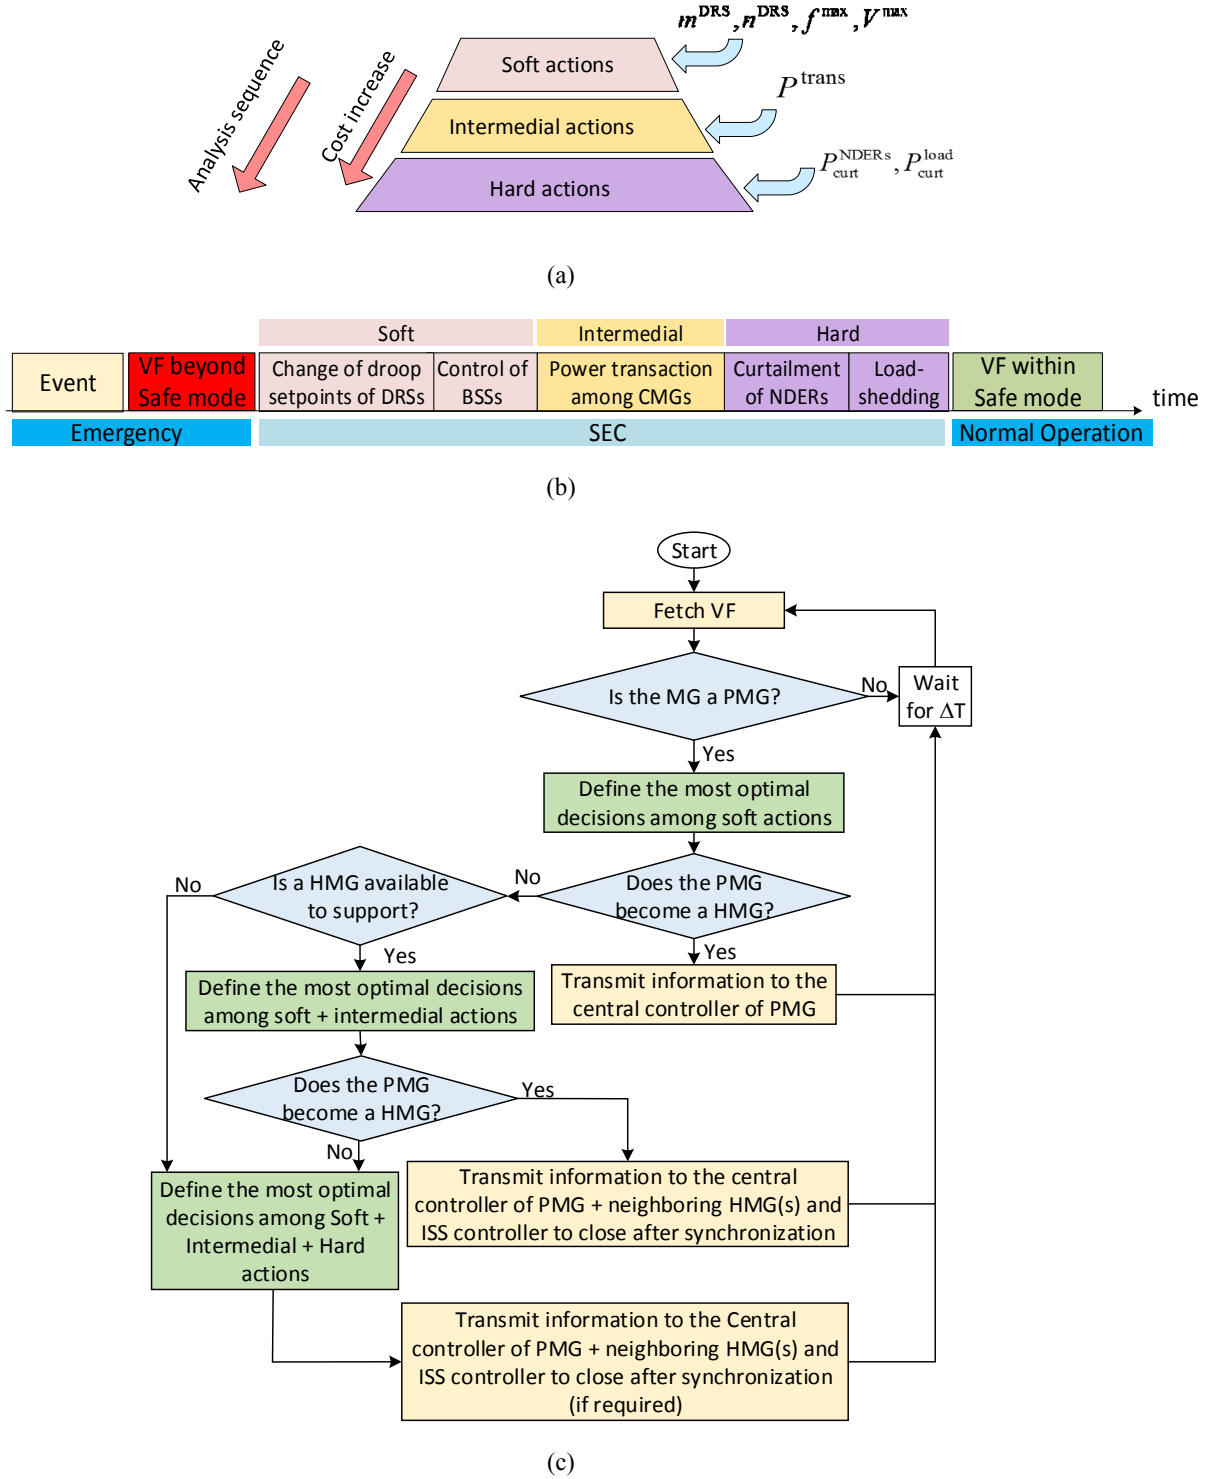 m^DRS, n^DRS, f^max, V^max
Analysis sequence
Cost increase
Soft actions
P^trans
Intermedial actions
P_curt^NDERs, P_curt^load
Hard actions
(a)
Soft
Intermedial
Hard
Event
VF beyond
Safe mode
Change of droop
setpoints of DRSs
Control of
BSSs
Power transaction
among CMGs
Curtailment
of NDERs
Load-
shedding
VF within
Safe mode
time
Emergency
SEC
Normal Operation
(b)
Start
Fetch VF
Is the MG a PMG?
No
Wait
for ΔT
Yes
Define the most optimal
decisions among soft actions
Does the PMG
become a HMG?
No
Is a HMG available
to support?
No
Yes
Yes
Transmit information to the
central controller of PMG
Define the most optimal decisions
among soft + intermedial actions
Does the PMG
become a HMG?
Yes
No
Transmit information to the central
controller of PMG + neighboring HMG(s) and
ISS controller to close after synchronization
Define the most optimal
decisions among Soft +
Intermedial + Hard
actions
Transmit information to the Central
controller of PMG + neighboring HMG(s) and
ISS controller to close after synchronization
(if required)
(c)